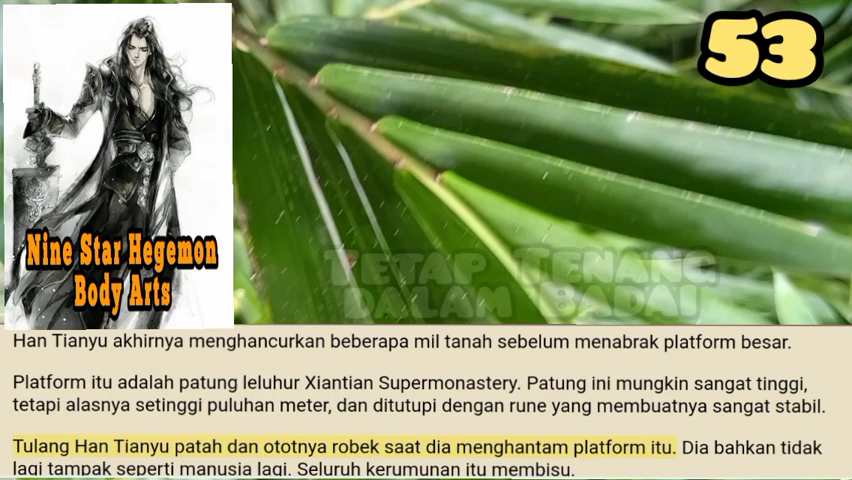 53
Nine Star Hegemon
Body Arts
Tetap Tenang
Dalam Badai
Han Tianyu akhirnya menghancurkan beberapa mil tanah sebelum menabrak platform besar.
Platform itu adalah patung leluhur Xiantian Supermonastery. Patung ini mungkin sangat tinggi,
tetapi alasnya setinggi puluhan meter, dan ditutupi dengan rune yang membuatnya sangat stabil.
Tulang Han Tianyu patah dan ototnya robek saat dia menghantam platform itu. Dia bahkan tidak
lagi tampak seperti manusia lagi. Seluruh kerumunan itu membisu.